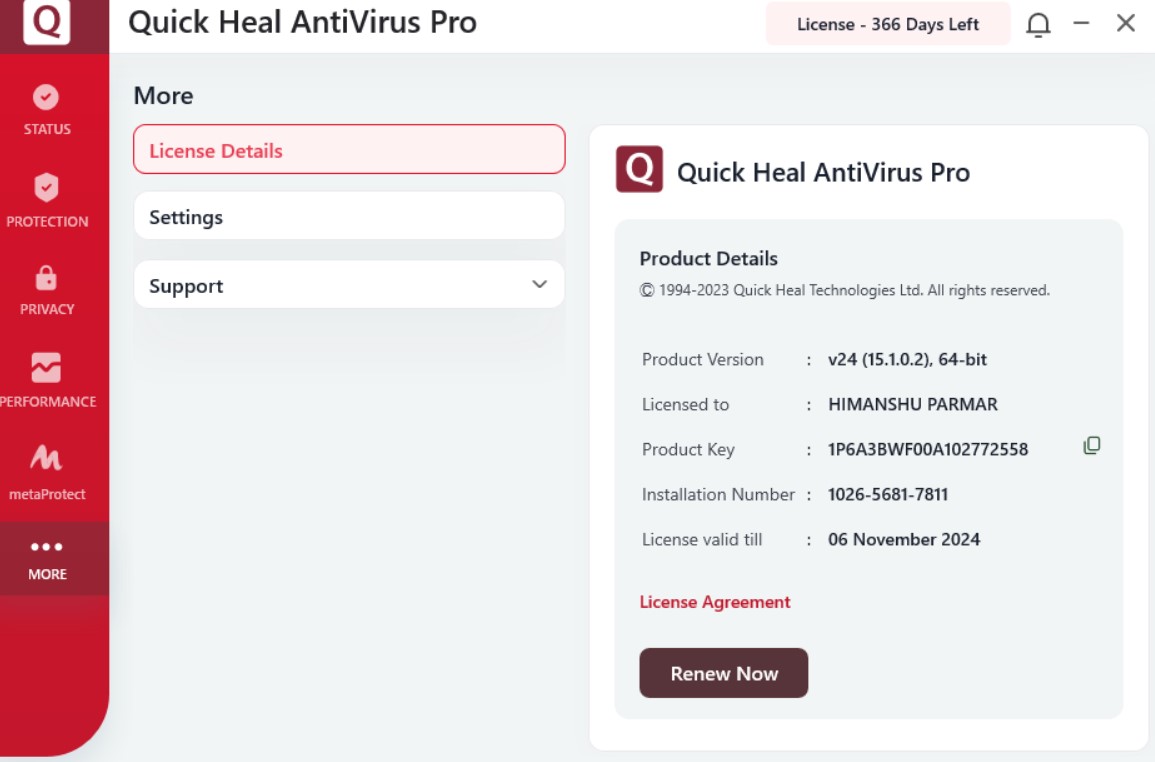 Q
Quick Heal AntiVirus Pro
License - 366 Days Left
STATUS
PROTECTION
PRIVACY
PERFORMANCE
metaProtect
MORE
More
License Details
Settings
Support
Q
Quick Heal AntiVirus Pro
Product Details
© 1994-2023 Quick Heal Technologies Ltd. All rights reserved.
Product Version : v24 (15.1.0.2), 64-bit
Licensed to : HIMANSHU PARMAR
Product Key : 1P6A3BWF00A102772558
Installation Number : 1026-5681-7811
License valid till : 06 November 2024
License Agreement
Renew Now